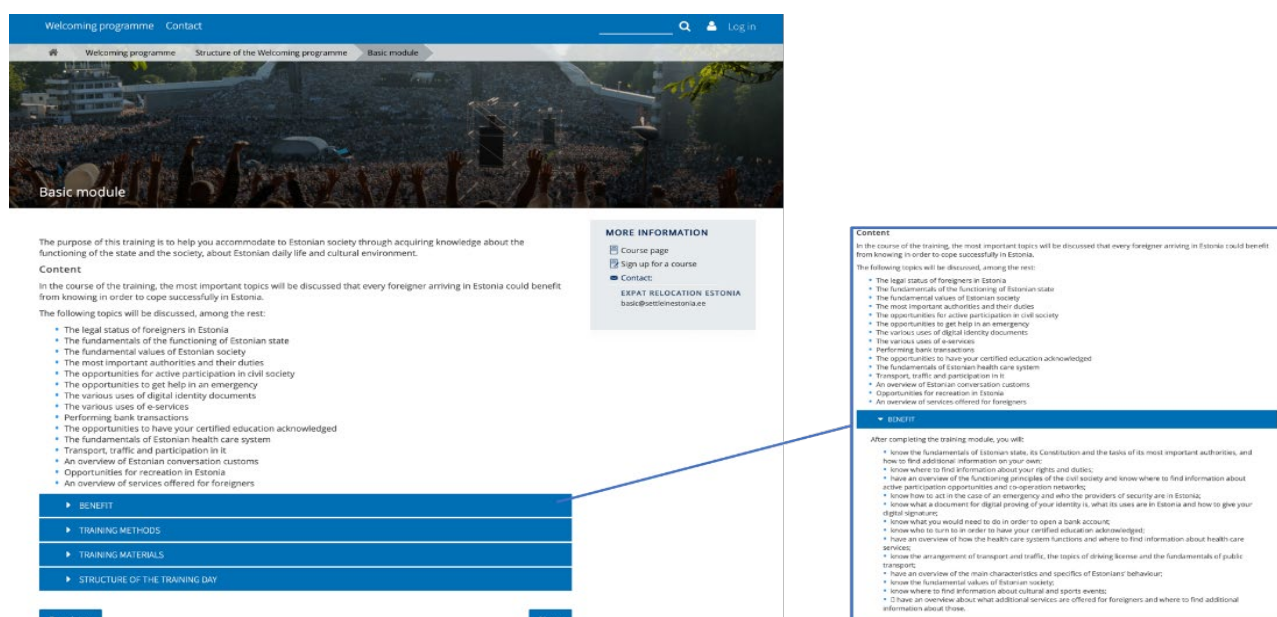 Welcoming programme Contact
Log in
Welcoming programme Structure of the Welcoming programme Basic module
Basic module
The purpose of this training is to help you accommodate to Estonian society through acquiring knowledge about the
functioning of the state and the society, about Estonian daily life and cultural environment.
Content
In the course of the training, the most important topics will be discussed that every foreigner arriving in Estonia could benefit
from knowing in order to cope successfully in Estonia.
The following topics will be discussed, among the rest:
• The legal status of foreigners in Estonia
• The fundamentals of the functioning of Estonian state
• The fundamental values of Estonian society
• The most important authorities and their duties
• The opportunities for active participation in civil society
• The opportunities to get help in an emergency
• The various uses of digital identity documents
• The various uses of e-services
• Performing bank transactions
• The opportunities to have your certified education acknowledged
• The fundamentals of Estonian health care system
• Transport, traffic and participation in it
• An overview of Estonian conversation customs
• Opportunities for recreation in Estonia
• An overview of services offered for foreigners
BENEFIT
TRAINING METHODS
TRAINING MATERIALS
STRUCTURE OF THE TRAINING DAY
MORE INFORMATION
Course page
Sign up for a course
Contact:
EXPAT RELOCATION ESTONIA
basic@settleinestonia.ee
Content
In the course of the training, the most important topics will be discussed that every foreigner arriving in Estonia could benefit
from knowing in order to cope successfully in Estonia.
The following topics will be discussed, among the rest:
• The legal status of foreigners in Estonia
• The fundamentals of the functioning of Estonian state
• The fundamental values of Estonian society
• The most important authorities and their duties
• The opportunities for active participation in civil society
• The opportunities to get help in an emergency
• The various uses of digital identity documents
• The various uses of e-services
• Performing bank transactions
• The opportunities to have your certified education acknowledged
• The fundamentals of Estonian health care system
• Transport, traffic and participation in it
• An overview of Estonian conversation customs
• Opportunities for recreation in Estonia
• An overview of services offered for foreigners
BENEFIT
After completing the training module, you will:
• know the fundamentals of Estonian state, its Constitution and the tasks of its most important authorities, and
how to find additional information on your own;
• know where to find information about your rights and duties;
• have an overview of the functioning principles of the civil society and know where to find information about
active participation opportunities and co-operation networks;
• know how to act in the case of an emergency and who the providers of security are in Estonia;
• know what a document for digital proving of your identity is, what its uses are in Estonia and how to give your
digital signature;
• know what you would need to do in order to open a bank account;
• know who to turn to in order to have your certified education acknowledged;
• have an overview of how the health care system functions and where to find information about health care
services;
• know the arrangement of transport and traffic, the topics of driving license and the fundamentals of public
transport;
• have an overview of the main characteristics and specifics of Estonians' behaviour;
• know the fundamental values of Estonian society;
• know where to find information about cultural and sports events;
• have an overview about what additional services are offered for foreigners and where to find additional
information about those.